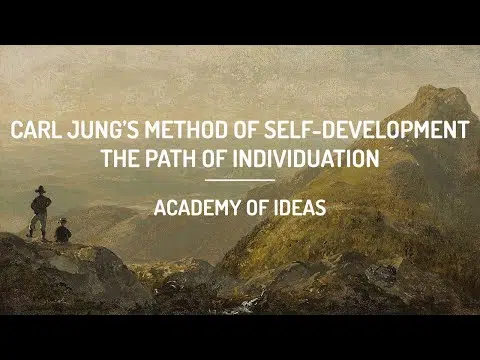 CARL JUNG'S METHOD OF SELF-DEVELOPMENT
THE PATH OF INDIVIDUATION
ACADEMY OF IDEAS